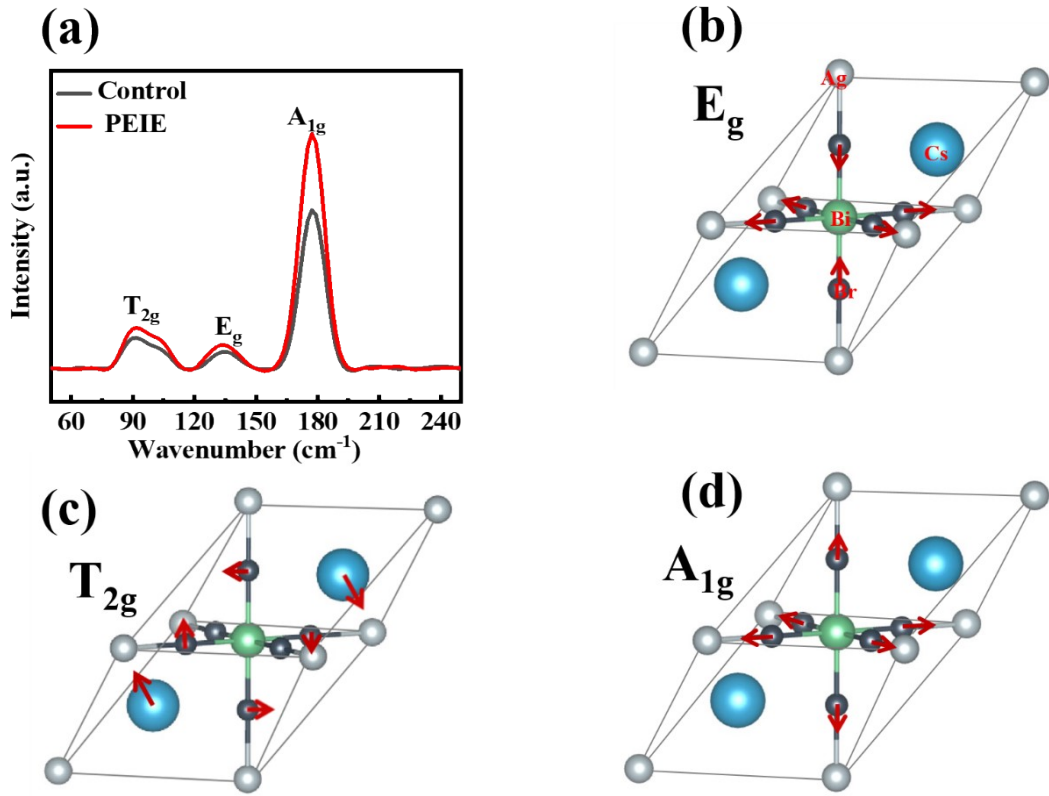 (a)
Control
PEIE
T2g
Eg
A1g
Intensity (a.u.)
60 90 120 150 180 210 240
Wavenumber (cm-1)
(b)
Eg
Ag
Cs
Bi
Br
(c)
T2g
(d)
A1g